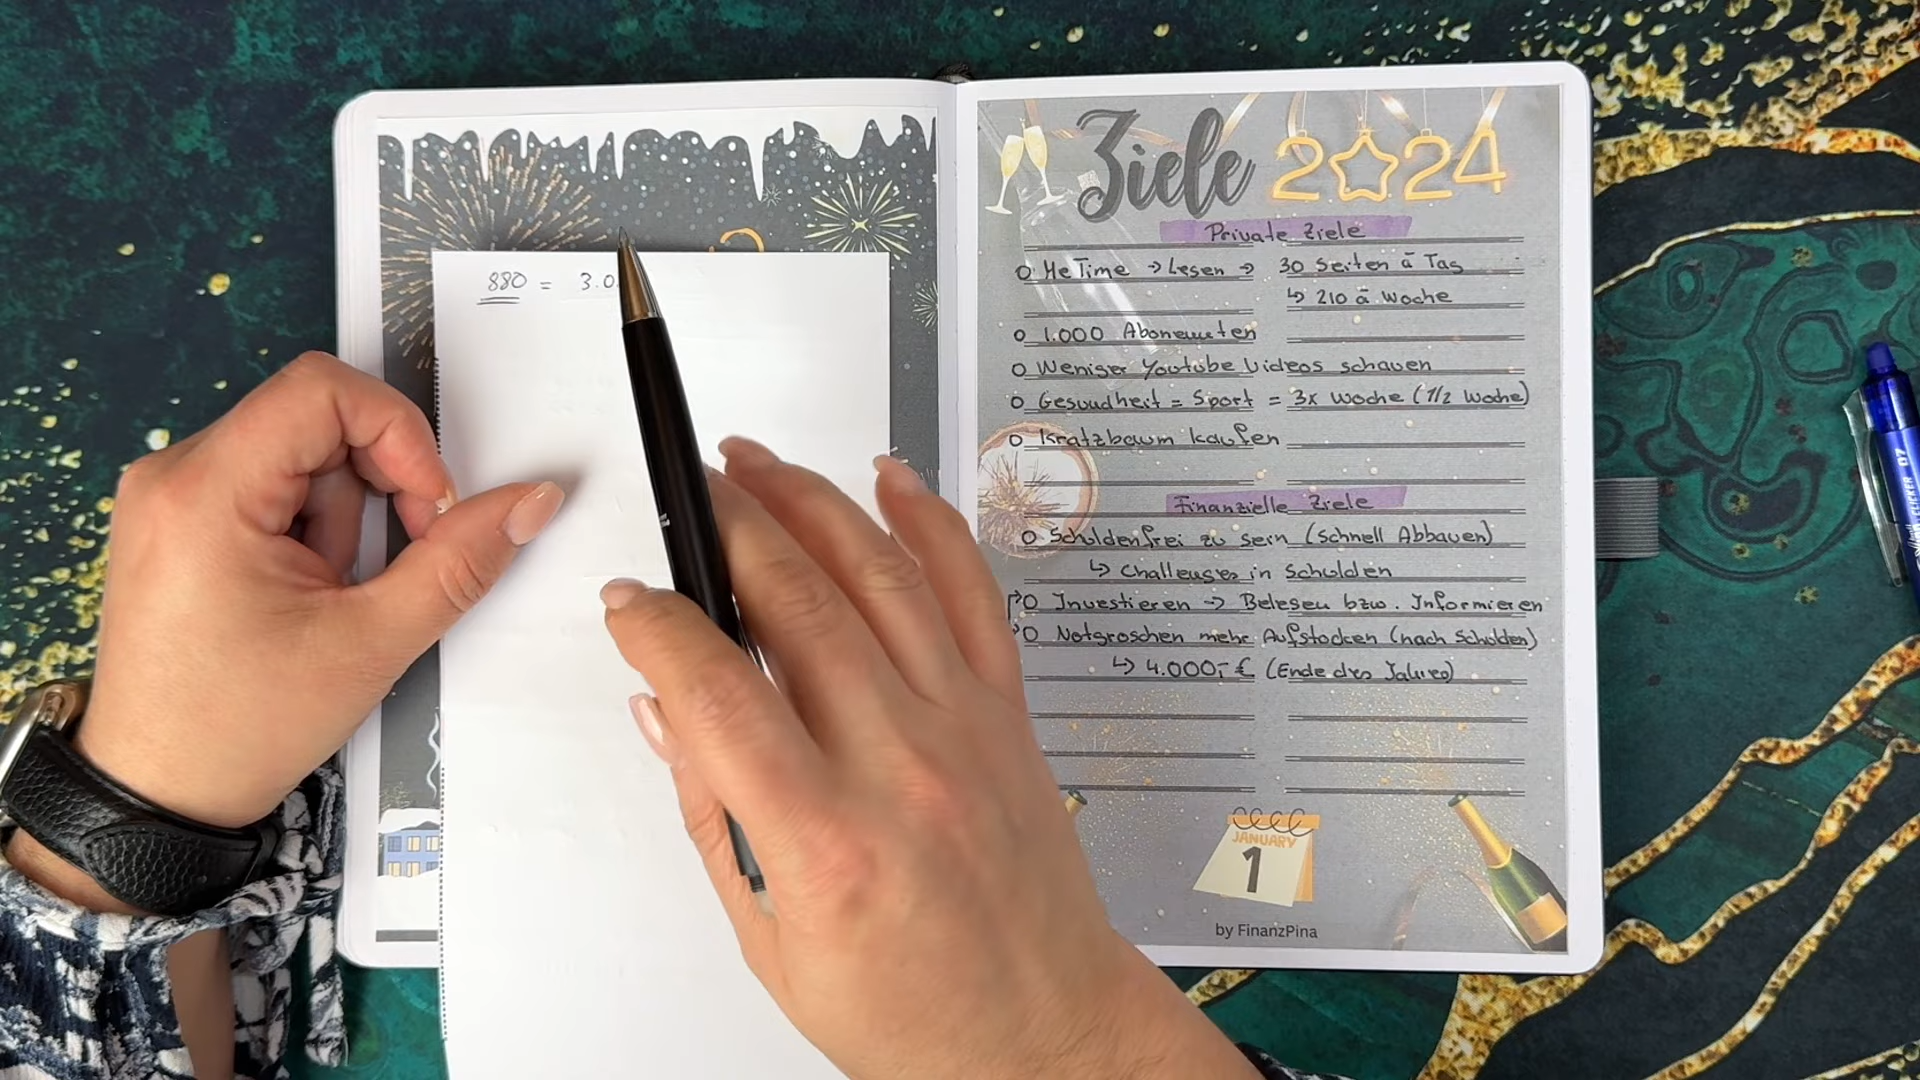 880 = 3.0
Ziele 2024
Private Ziele
O MeTime → Lesen → 30 Seiten á Tag
↳ 210 á Woche
O 1.000 Abonennten
O Weniger Youtube Videos schauen
O Gesundheit = Sport = 3x Woche (1/2 Woche)
O Kratzbaum kaufen
Finanzielle Ziele
O Schuldenfrei zu sein (schnell Abbauen)
↳ Challenges in Schulden
O Investieren → Belesen bzw. Informieren
O Notgroschen mehr Aufstocken (nach Schulden)
↳ 4.000,- € (Ende des Jahres)
JANUARY
1
by FinanzPina
CLICKER 07